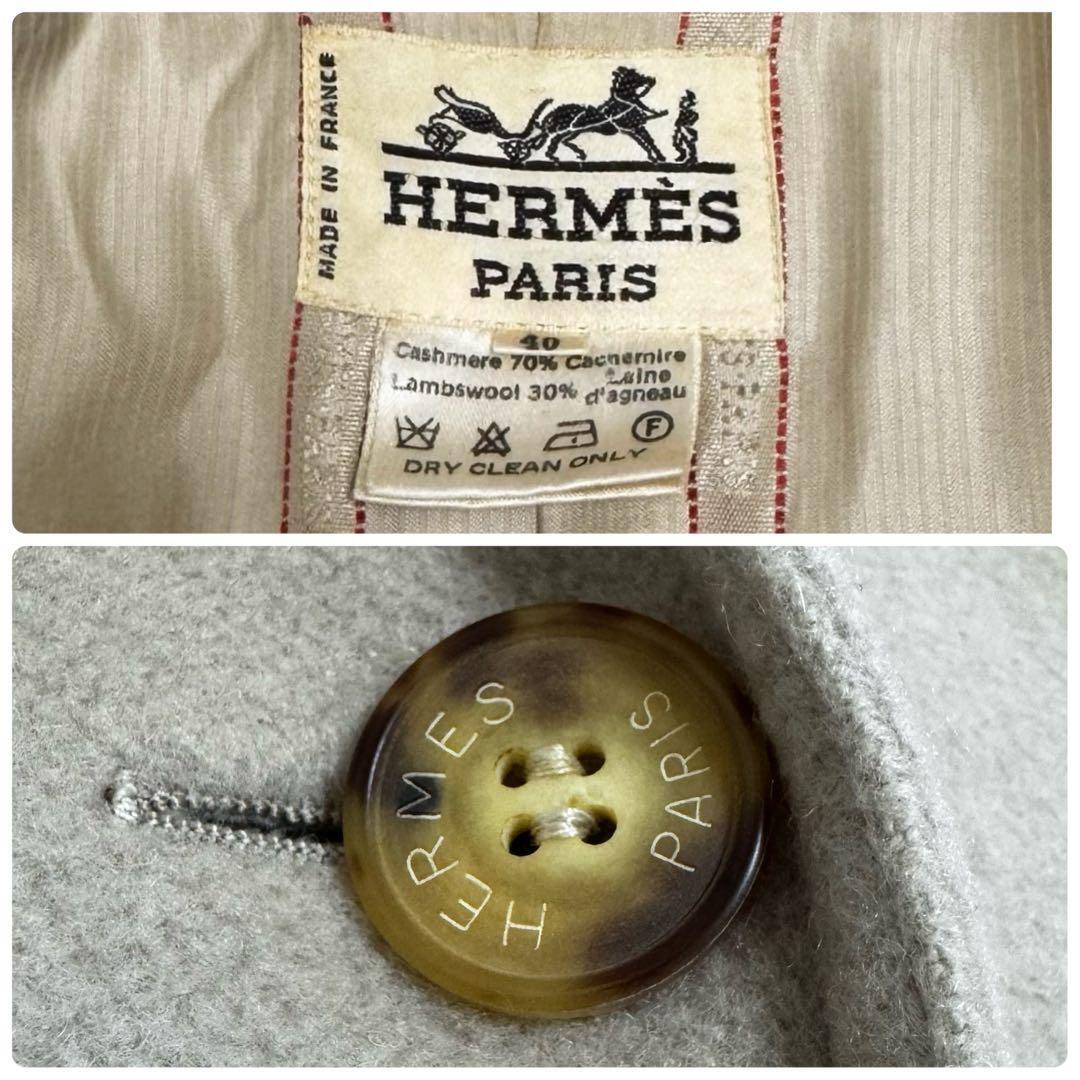 MADE IN FRANCE
HERMÈS
PARIS
40
Cashmere 70% Cachemire
Lambswool 30% Laine d'agneau
F
DRY CLEAN ONLY
HERMES
PARIS